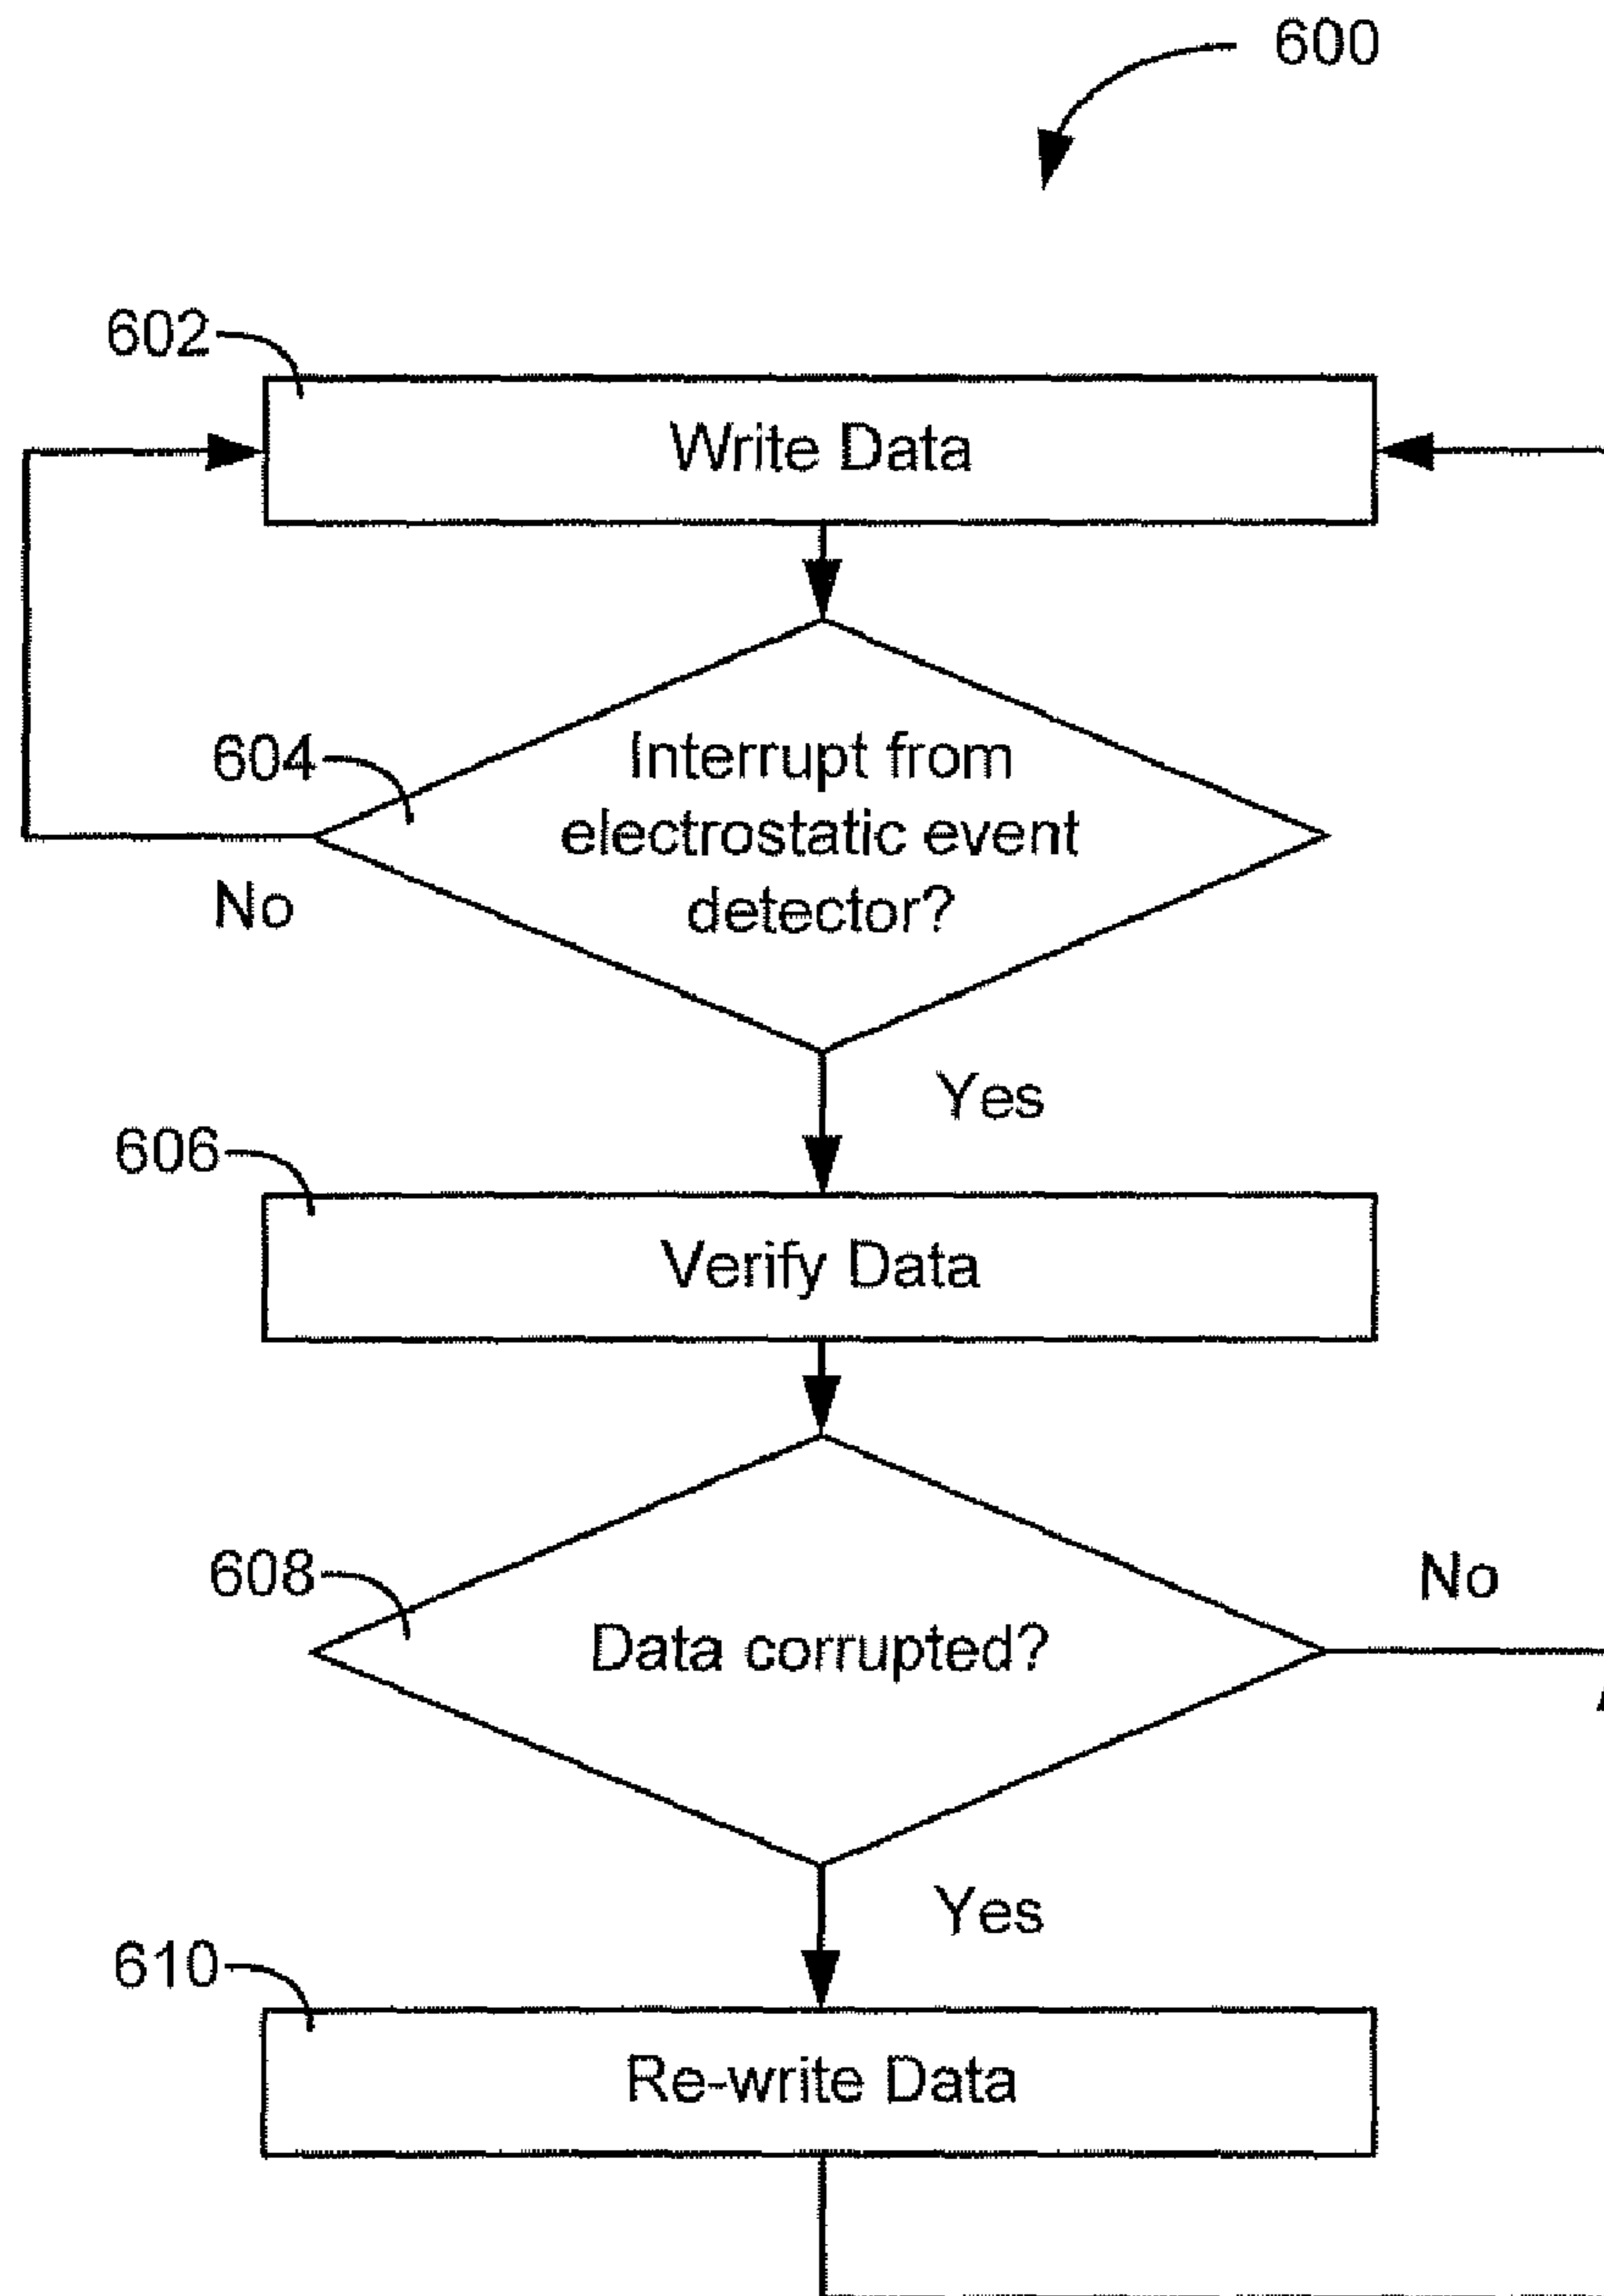 600
602
Write Data
604
Interrupt from
electrostatic event
detector?
No
Yes
606
Verify Data
608
Data corrupted?
No
Yes
610
Re-write Data